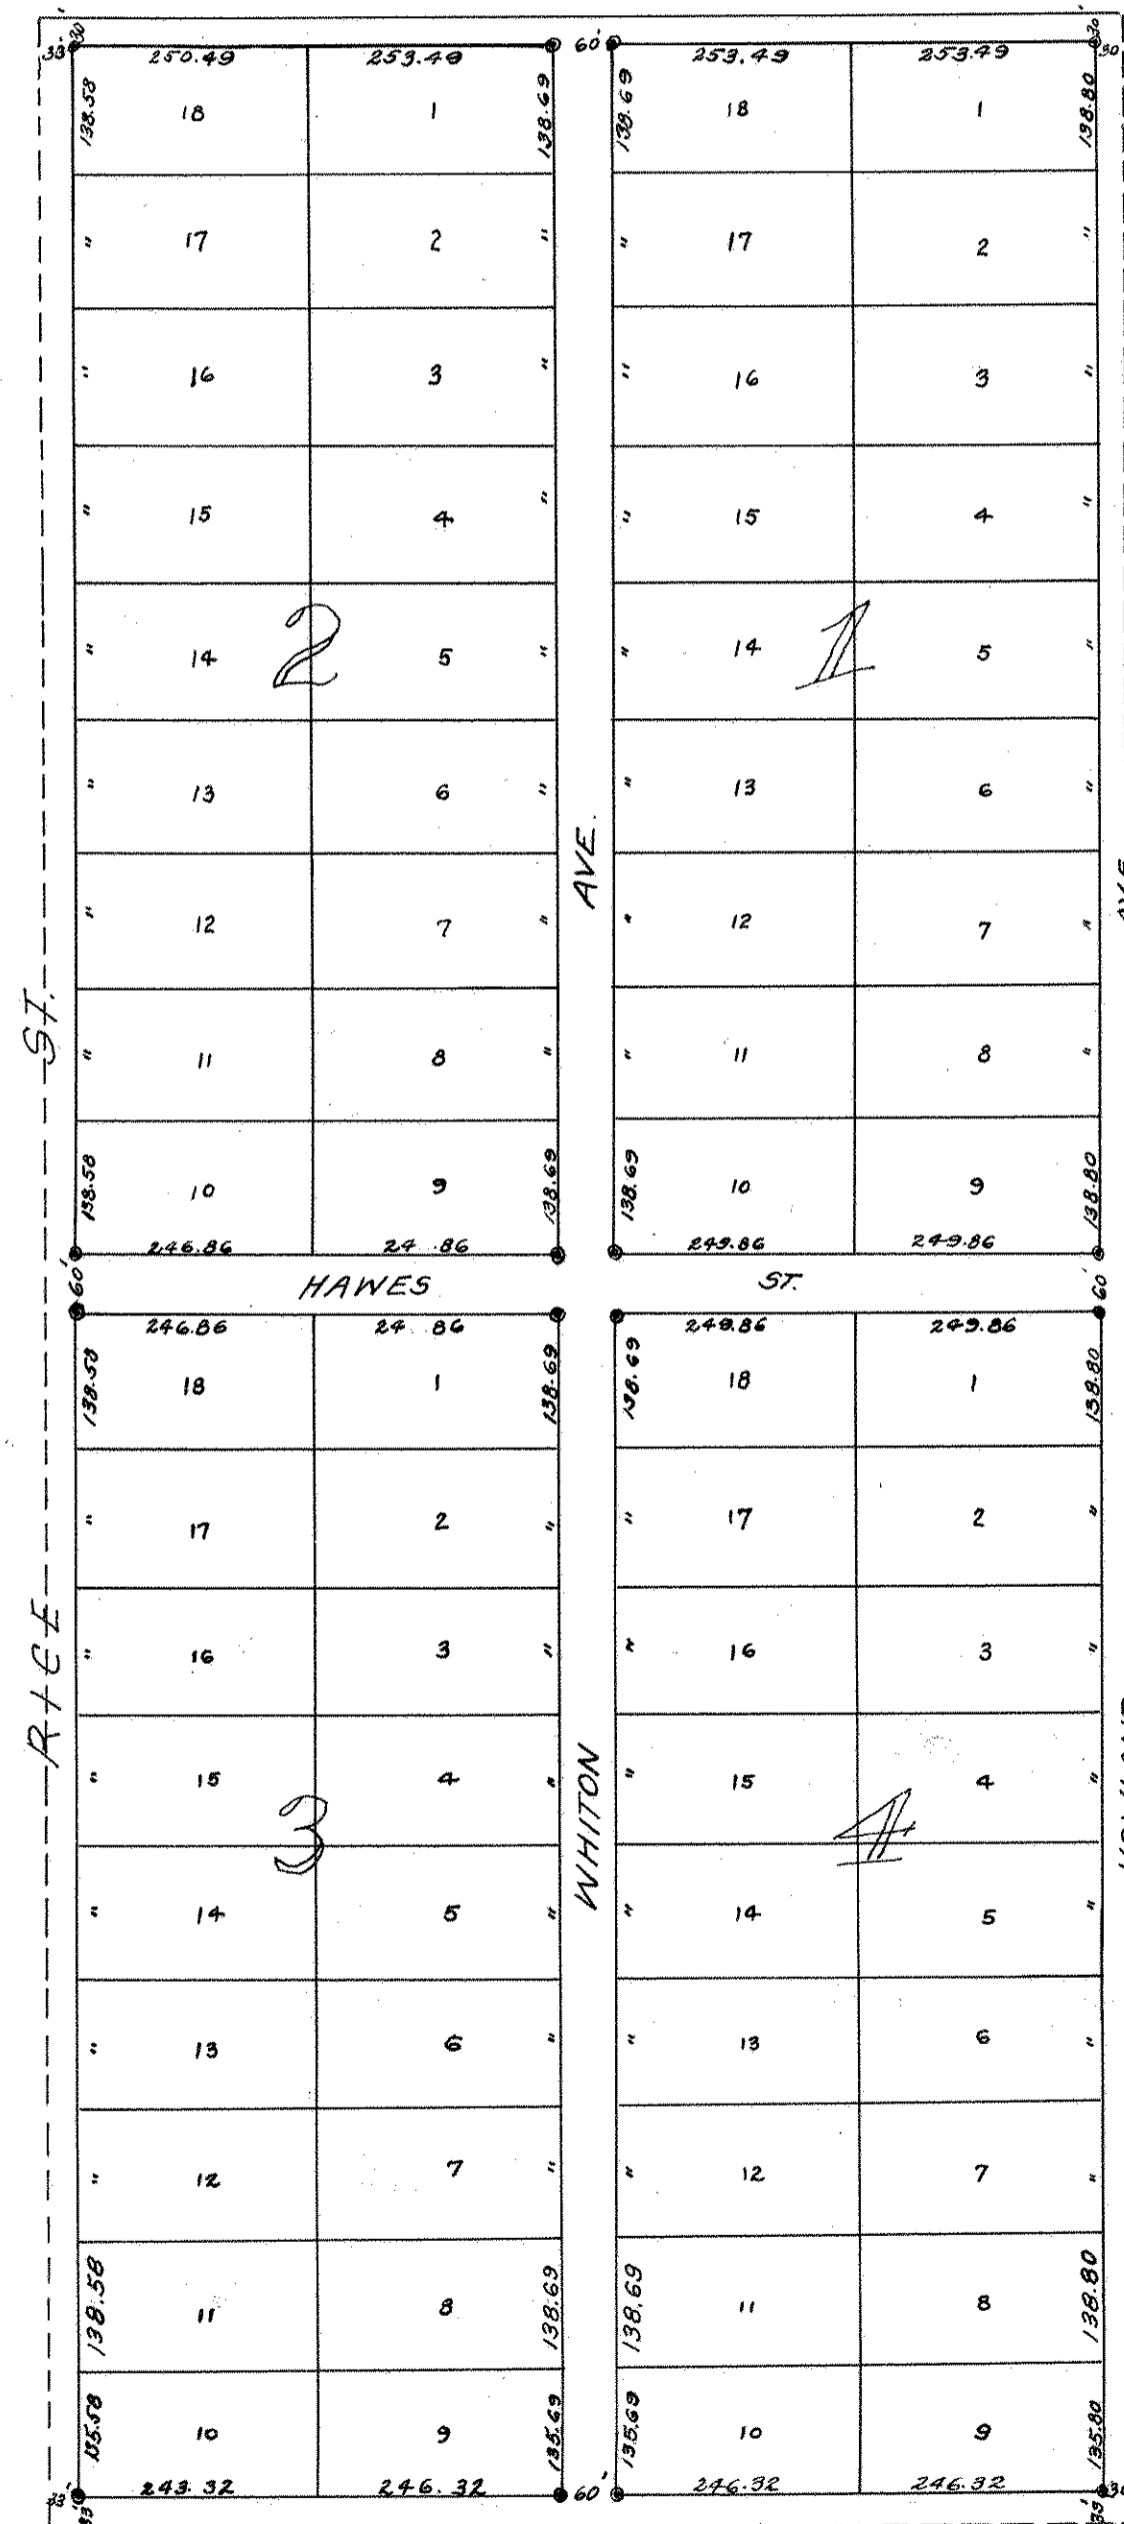 33' 30' 250.49 253.49 60' 253.49 253.49 30' 30
138.58 18 1 138.69 138.69 18 1 138.80
" 17 2 " " 17 2 "
" 16 3 " " 16 3 "
" 15 4 " " 15 4 "
" 14 5 " " 14 5 "
2 1
" 13 6 " " 13 6 "
AVE.
" 12 7 " " 12 7 "
ST.
" 11 8 " " 11 8 "
138.58 10 9 138.69 138.69 10 9 138.80
246.86 24 .86 249.86 249.86
60' HAWES ST. 60'
246.86 24 86 249.86 249.86
138.58 18 1 138.69 138.69 18 1 138.80
" 17 2 " " 17 2 "
" 16 3 " " 16 3 "
RICE
" 15 4 " " 15 4 "
3 WHITON 4
" 14 5 " " 14 5 "
" 13 6 " " 13 6 "
" 12 7 " " 12 7 "
138.58 11 8 138.69 138.69 11 8 138.80
135.58 10 9 135.69 135.69 10 9 135.80
33' 243.32 246.32 60' 246.32 246.32
33' 33'